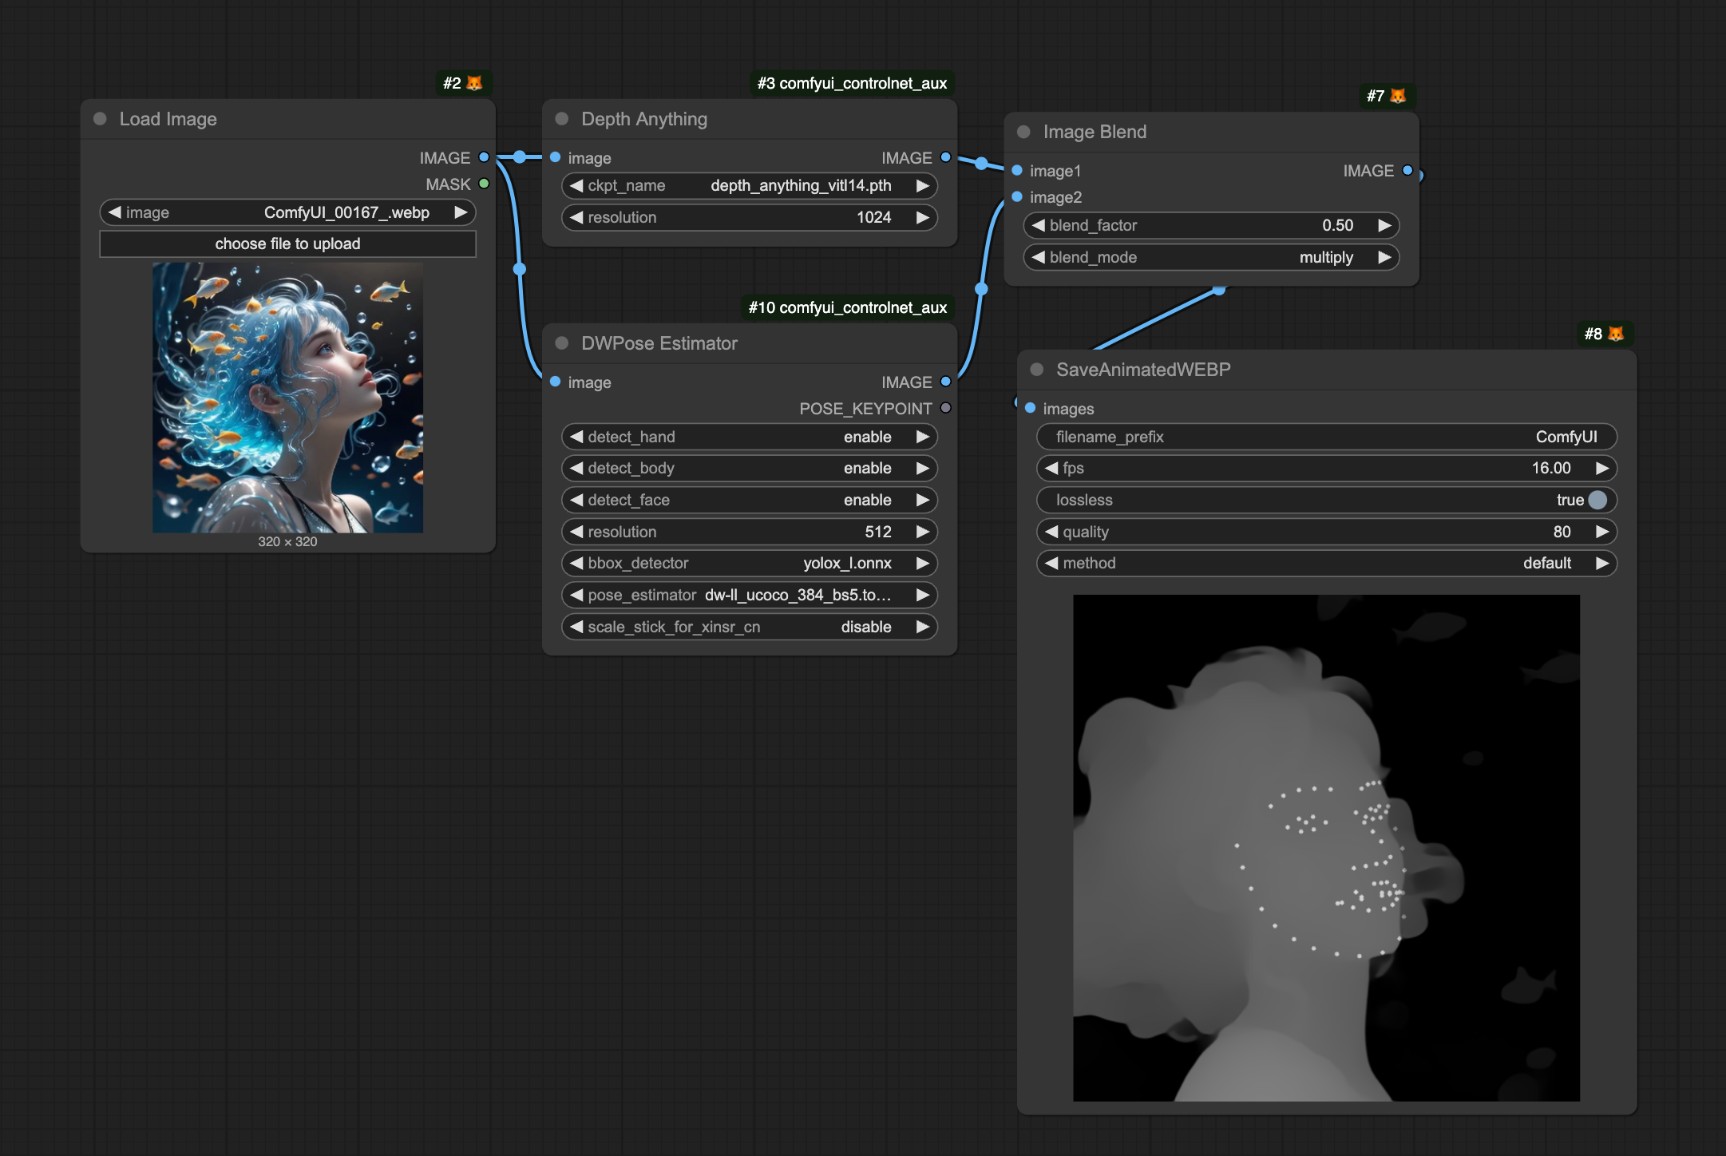 #2 🦊
Load Image
IMAGE
MASK
image ComfyUI_00167_.webp
choose file to upload
320 × 320
#3 comfyui_controlnet_aux
Depth Anything
image IMAGE
ckpt_name depth_anything_vitl14.pth
resolution 1024
#10 comfyui_controlnet_aux
DWPose Estimator
image IMAGE
POSE_KEYPOINT
detect_hand enable
detect_body enable
detect_face enable
resolution 512
bbox_detector yolox_l.onnx
pose_estimator dw-ll_ucoco_384_bs5.to…
scale_stick_for_xinsr_cn disable
#7 🦊
Image Blend
image1 IMAGE
image2
blend_factor 0.50
blend_mode multiply
#8 🦊
SaveAnimatedWEBP
images
filename_prefix ComfyUI
fps 16.00
lossless true
quality 80
method default